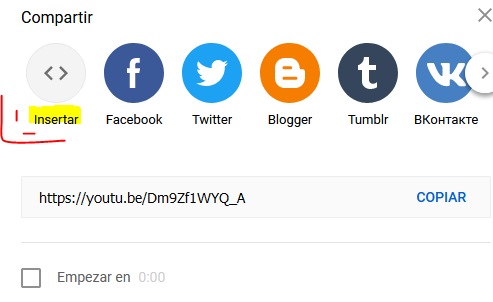 Compartir
Insertar
Facebook
Twitter
Blogger
Tumblr
ВКонтакте
https://youtu.be/Dm9Zf1WYQ_A
COPIAR
Empezar en 0:00